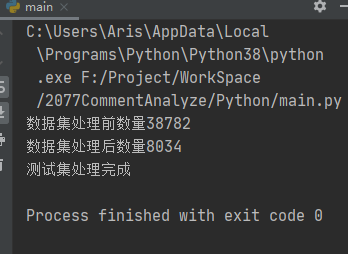 main
C:\Users\Aris\AppData\Local
\Programs\Python\Python38\python
.exe F:/Project/WorkSpace
/2077CommentAnalyze/Python/main.py
数据集处理前数量38782
数据集处理后数量8034
测试集处理完成
Process finished with exit code 0